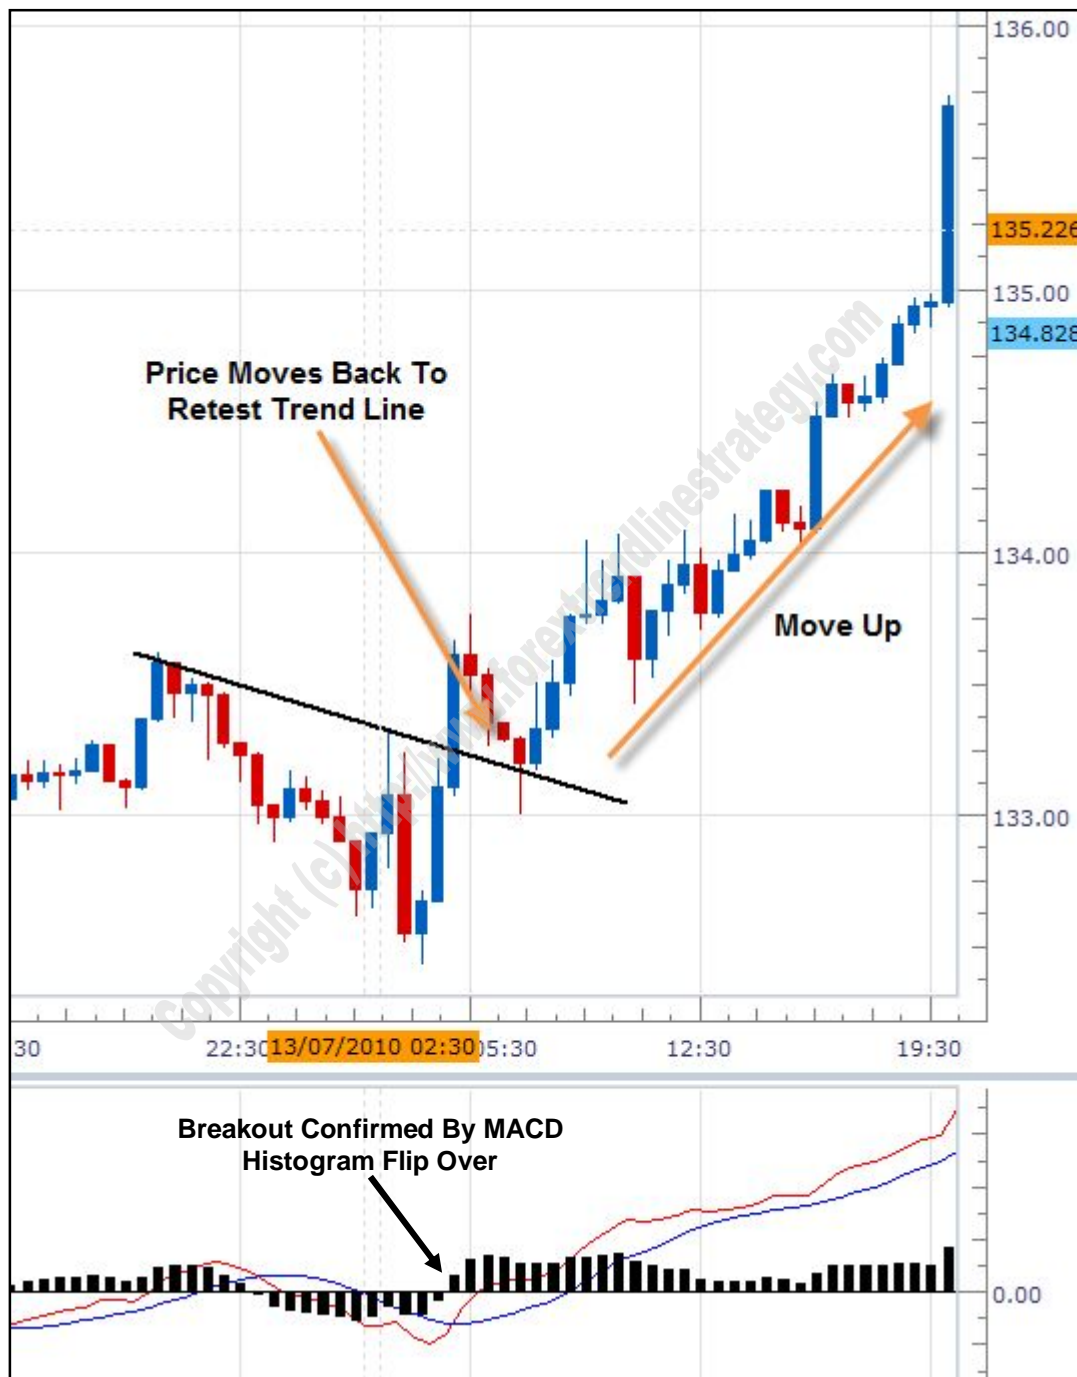 136.00
135.226
135.00
134.828
Price Moves Back To
Retest Trend Line
134.00
Move Up
133.00
Copyright (c) http://www.forextrendlinestrategy.com
:30
22:30
13/07/2010 02:30
05:30
12:30
19:30
Breakout Confirmed By MACD
Histogram Flip Over
0.00